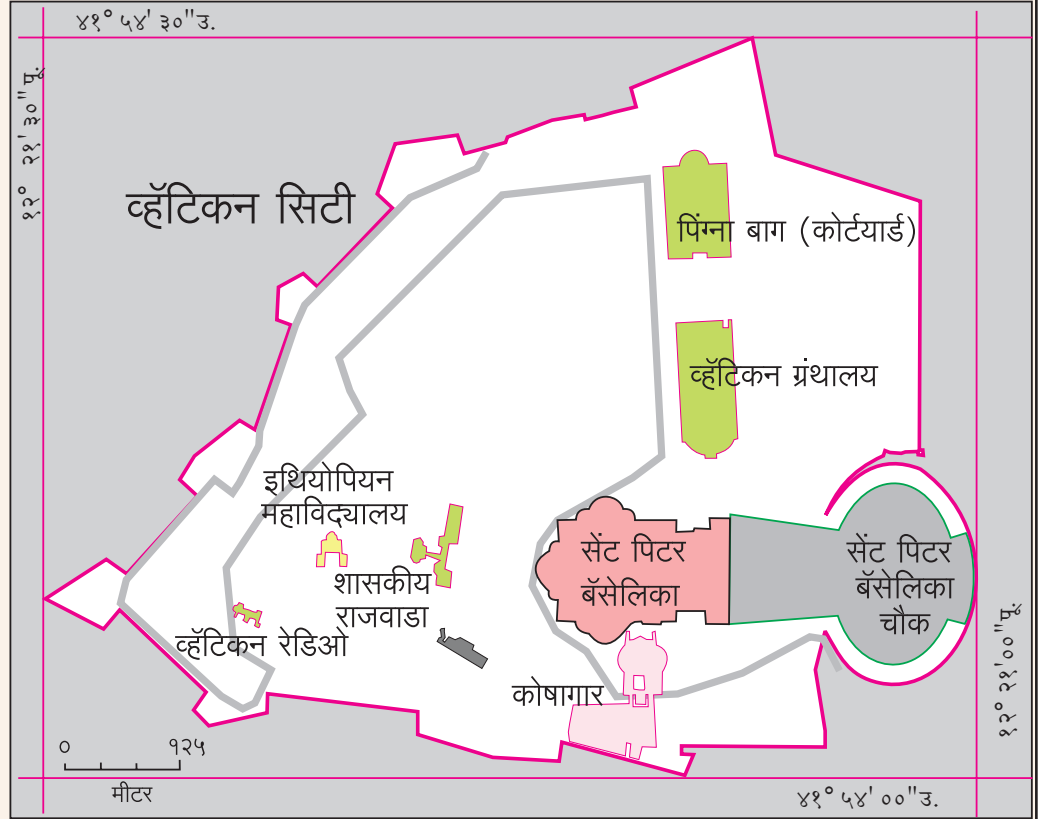 ४१° ५४' ३०"उ.
१२° २१' ३०"पू.
व्हॅटिकन सिटी
पिंग्ना बाग (कोर्टयार्ड)
व्हॅटिकन ग्रंथालय
इथियोपियन
महाविद्यालय
शासकीय
राजवाडा
व्हॅटिकन रेडिओ
सेंट पिटर
बॅसेलिका
सेंट पिटर
बॅसेलिका
चौक
कोषागार
० १२५
मीटर
१२° २१'००"पू.
४१° ५४' ००"उ.